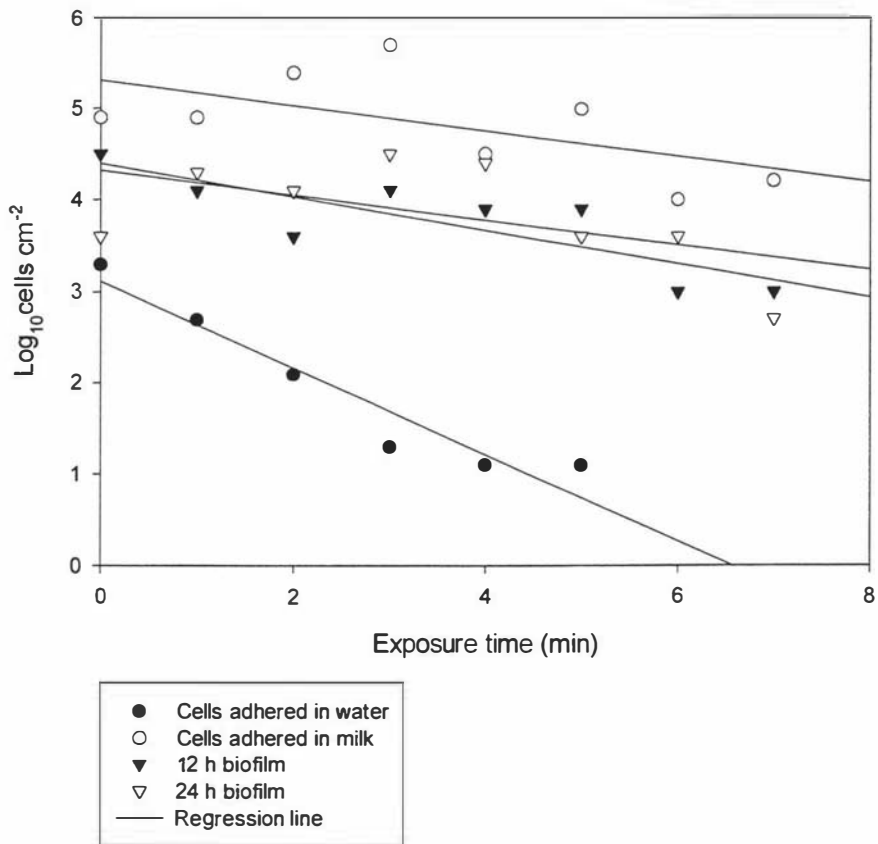 6
5
4
3
2
1
0
Log₁₀cells cm⁻²
0 2 4 6 8
Exposure time (min)
Cells adhered in water
Cells adhered in milk
12 h biofilm
24 h biofilm
Regression line